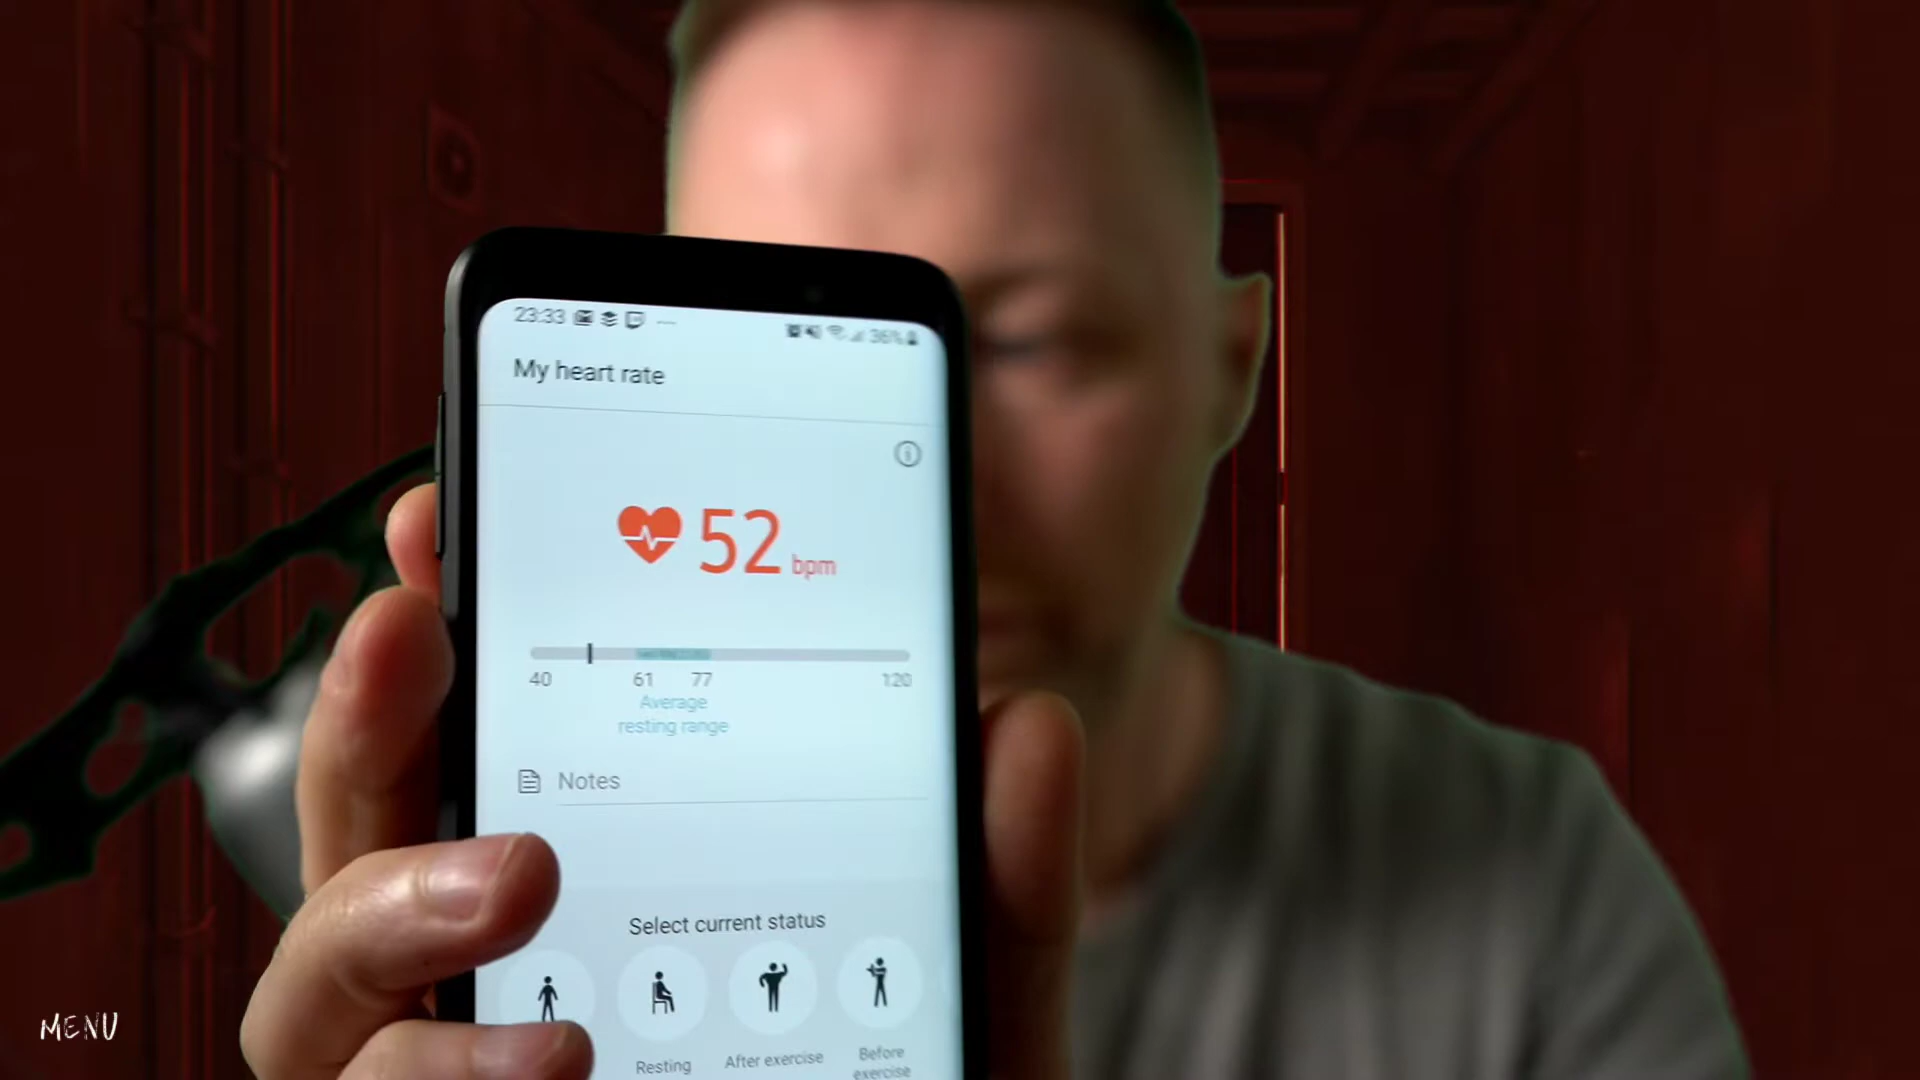 23:33
36%
My heart rate
52 bpm
40 61 77 120
Average
resting range
Notes
Select current status
Resting
After exercise
Before
exercise
MENU